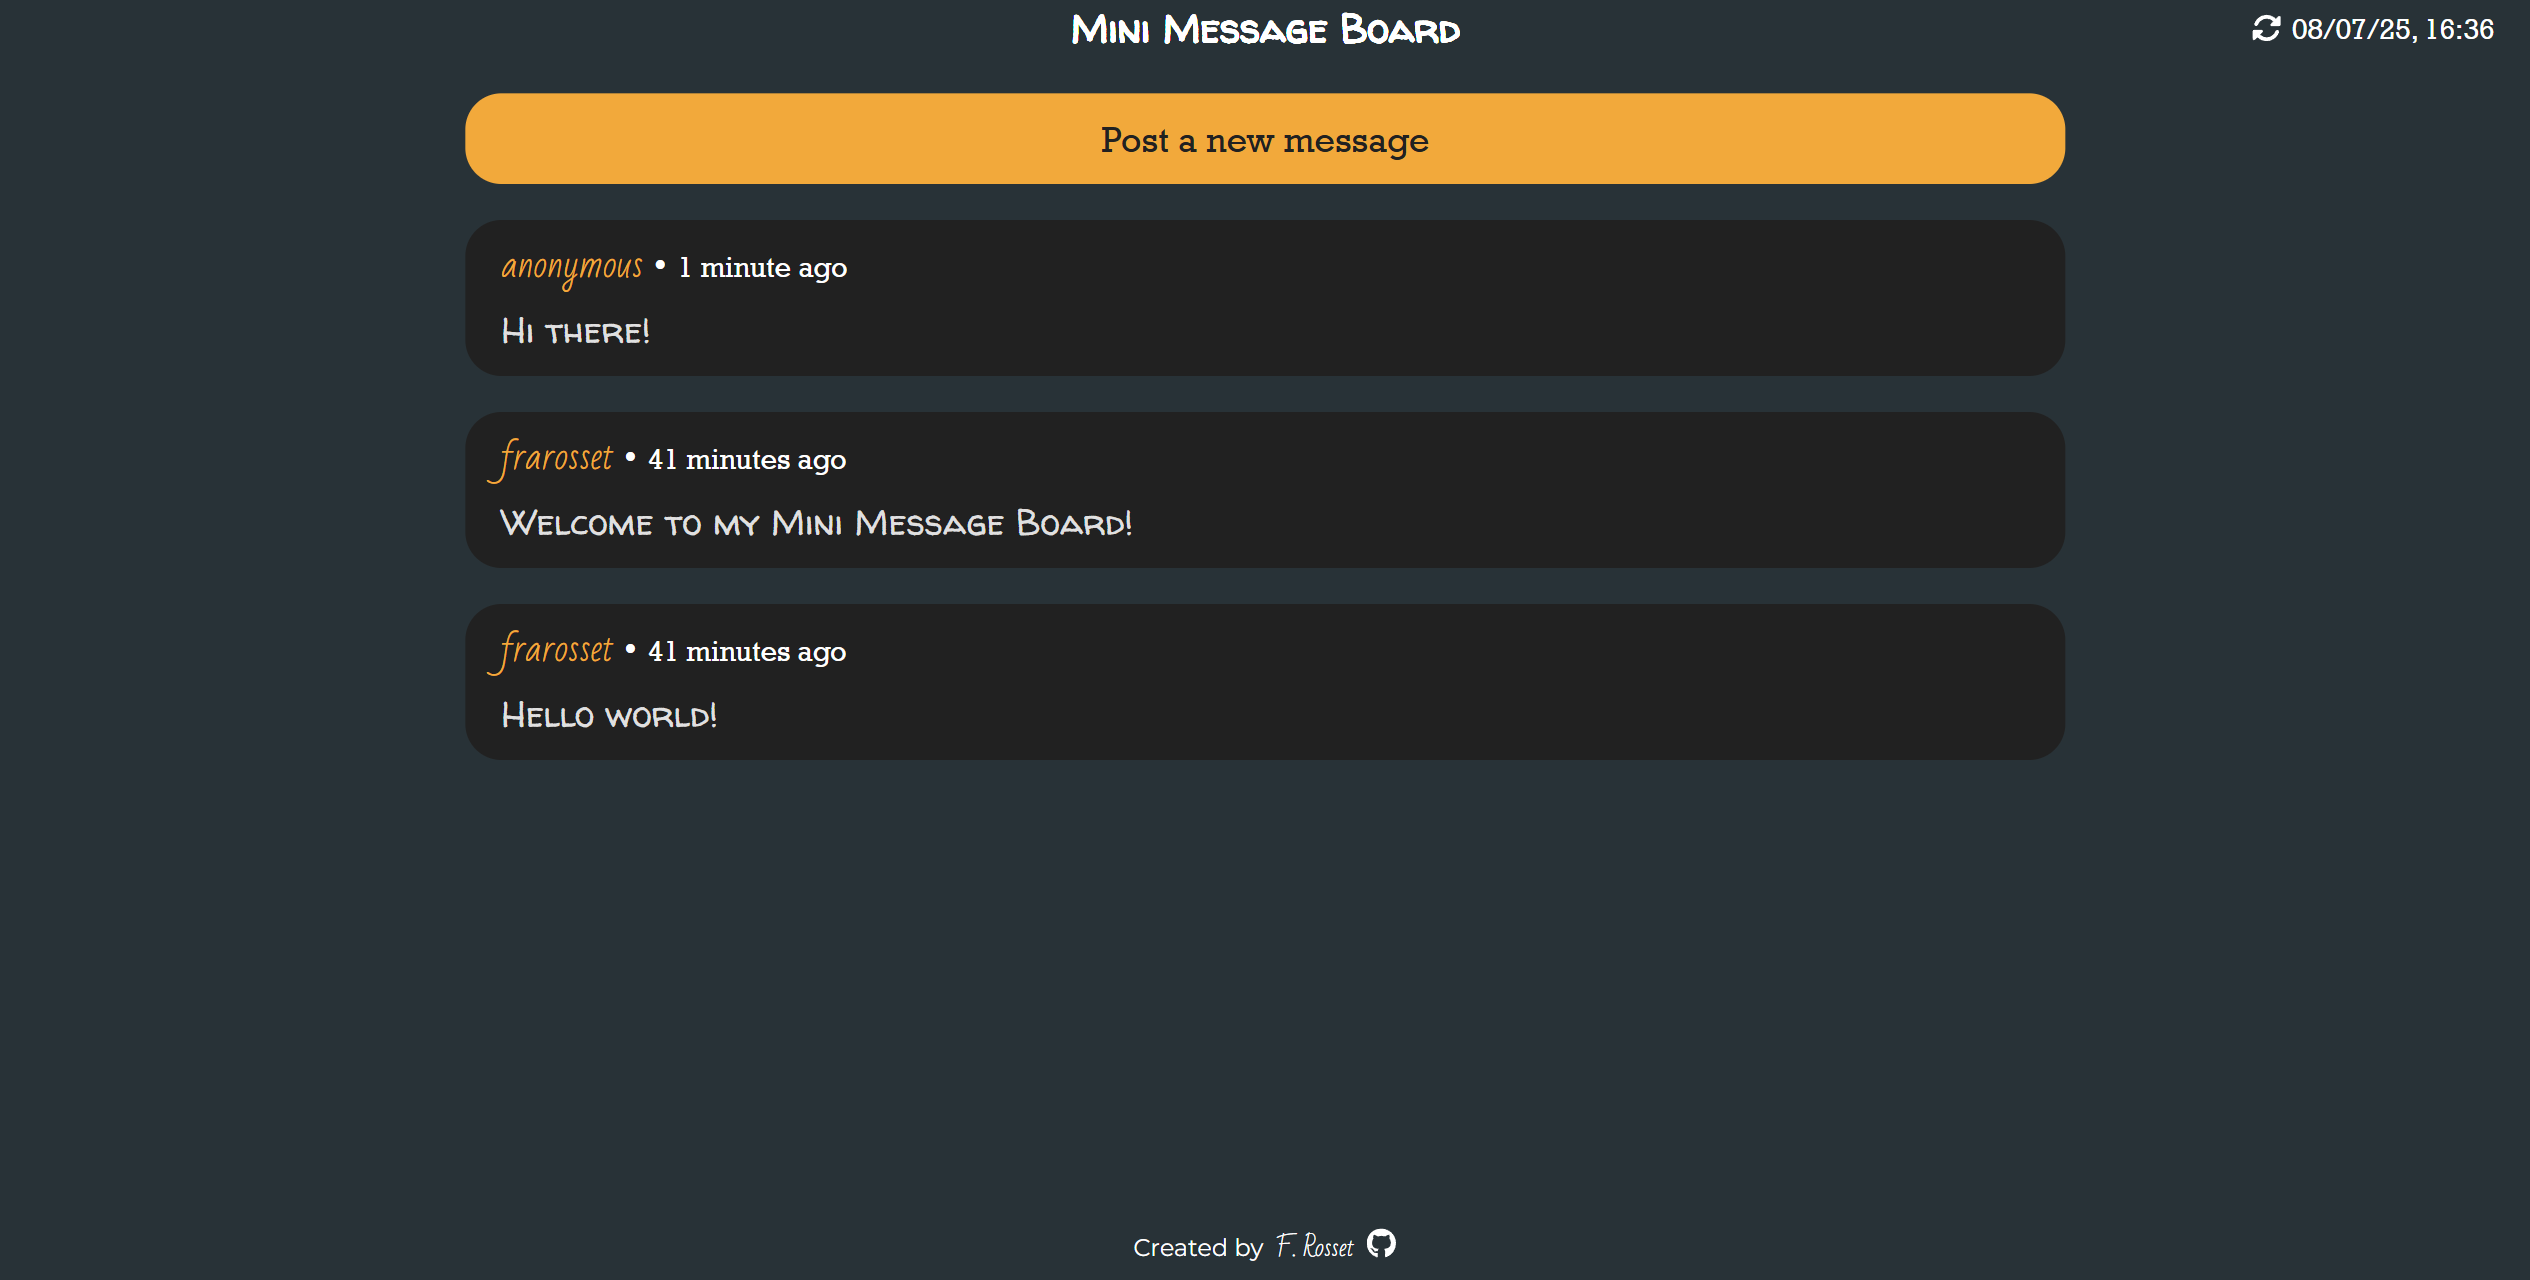 Mini Message Board
08/07/25, 16:36
Post a new message
anonymous • 1 minute ago
Hi there!
frarosset • 41 minutes ago
Welcome to my Mini Message Board!
frarosset • 41 minutes ago
Hello world!
Created by F. Rosset